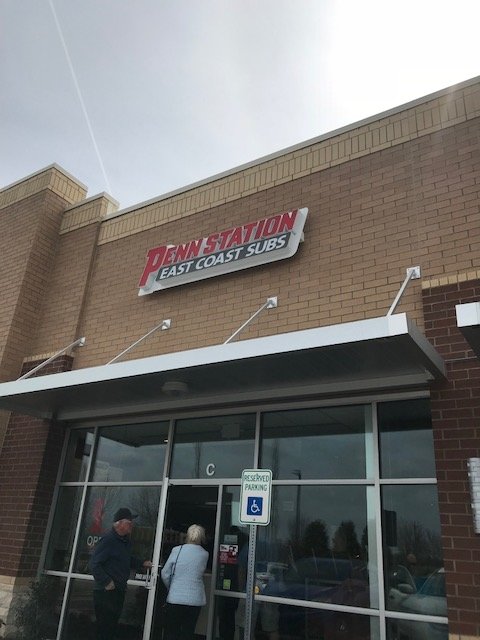 PENN STATION
EAST COAST SUBS
C
RESERVED
PARKING